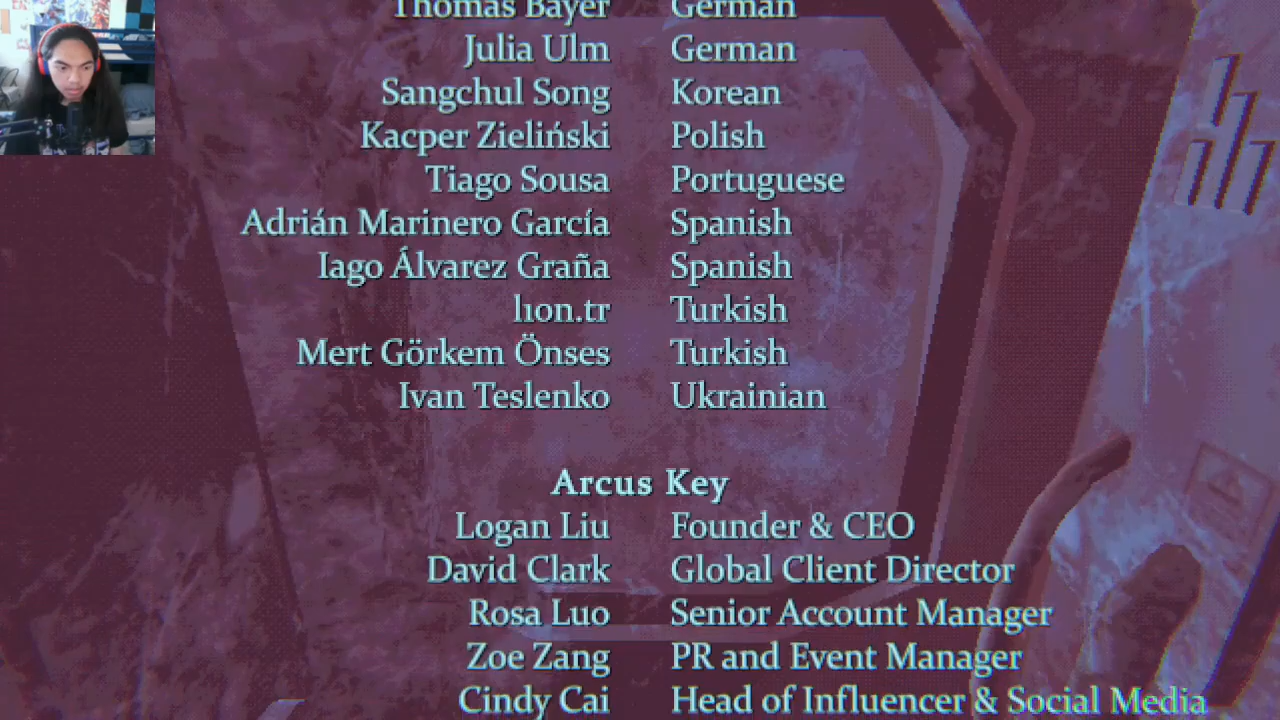 Thomas Bayer German
Julia Ulm German
Sangchul Song Korean
Kacper Zieliński Polish
Tiago Sousa Portuguese
Adrián Marinero García Spanish
Iago Álvarez Graña Spanish
lıon.tr Turkish
Mert Görkem Önses Turkish
Ivan Teslenko Ukrainian
Arcus Key
Logan Liu Founder & CEO
David Clark Global Client Director
Rosa Luo Senior Account Manager
Zoe Zang PR and Event Manager
Cindy Cai Head of Influencer & Social Media